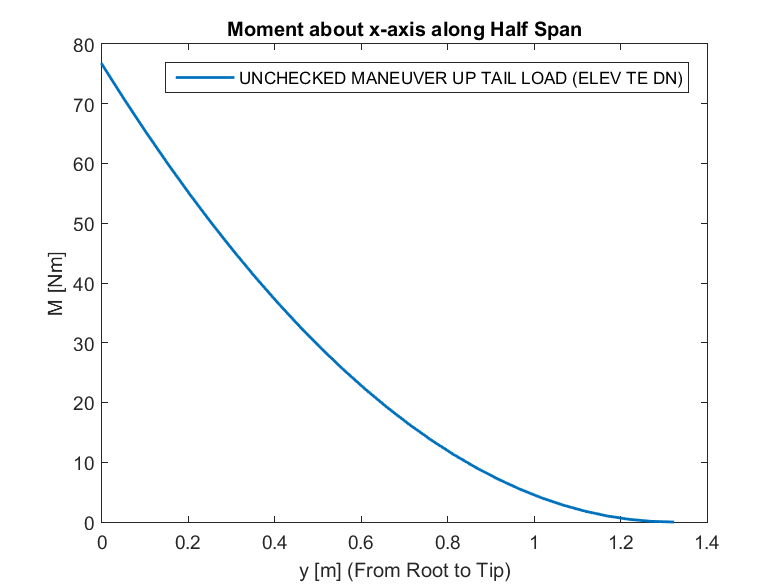 Moment about x-axis along Half Span
UNCHECKED MANEUVER UP TAIL LOAD (ELEV TE DN)
80
70
60
50
40
30
20
10
0
M [Nm]
0 0.2 0.4 0.6 0.8 1 1.2 1.4
y [m] (From Root to Tip)